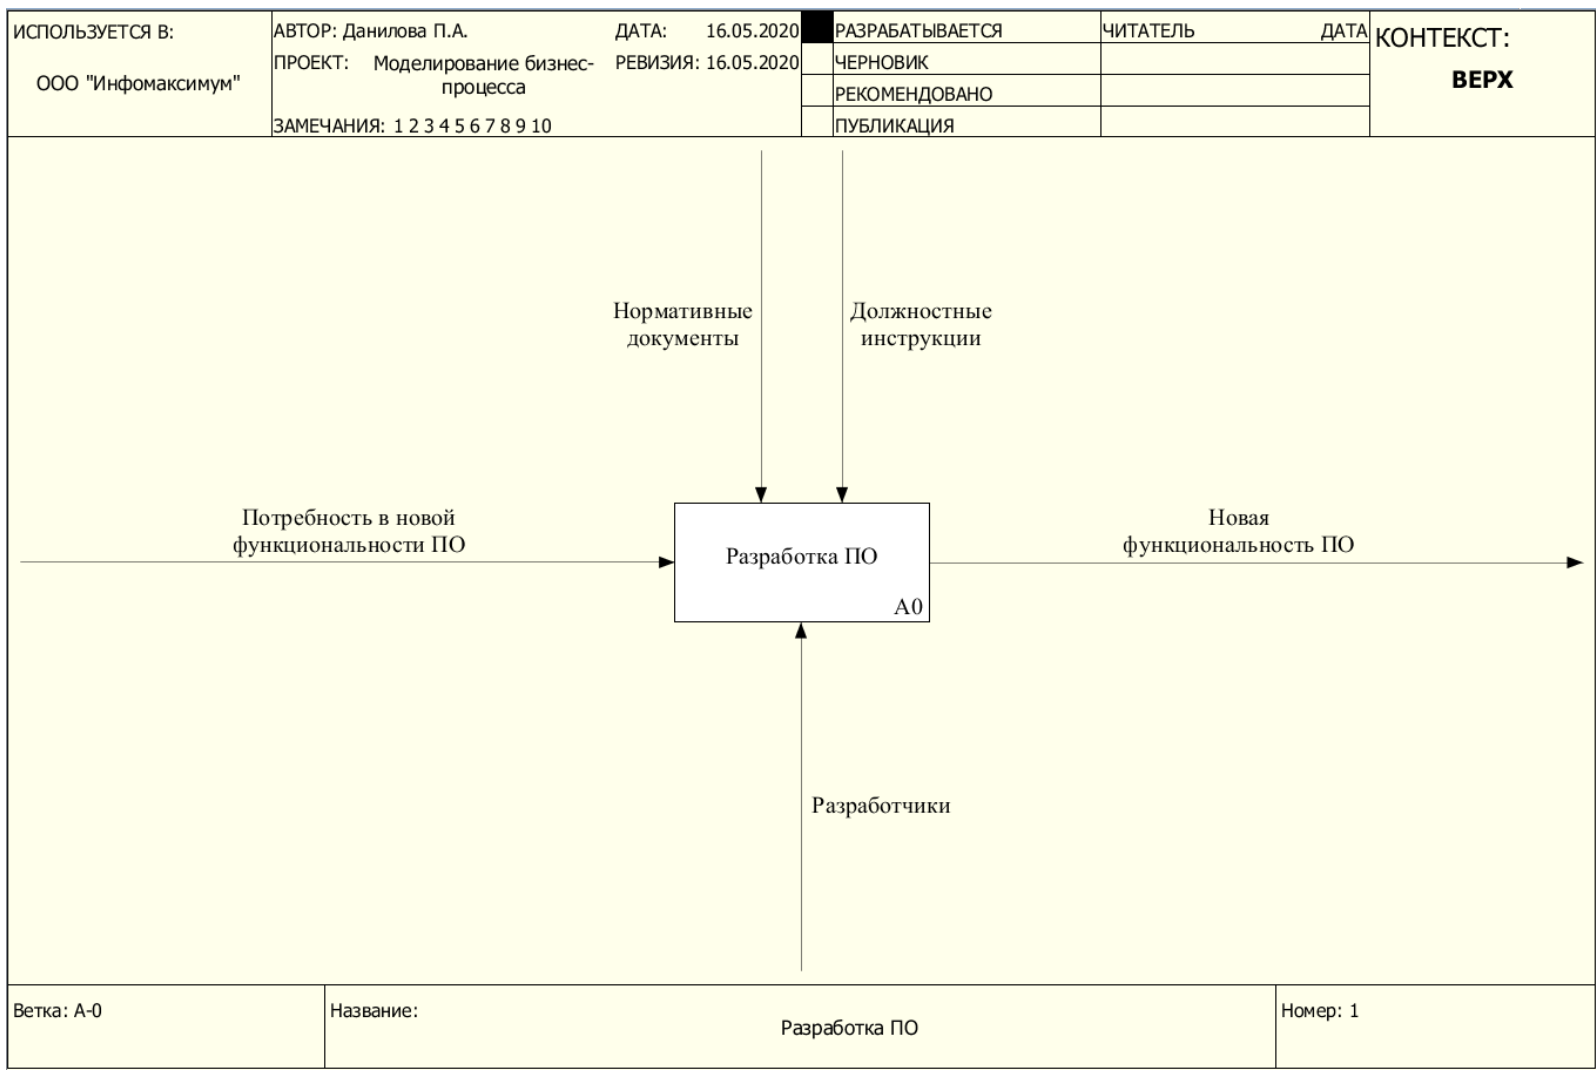 ИСПОЛЬЗУЕТСЯ В:
ООО "Инфомаксимум"
АВТОР: Данилова П.А.
ДАТА: 16.05.2020
ПРОЕКТ: Моделирование бизнес-
процесса
РЕВИЗИЯ: 16.05.2020
ЗАМЕЧАНИЯ: 1 2 3 4 5 6 7 8 9 10
РАЗРАБАТЫВАЕТСЯ
ЧЕРНОВИК
РЕКОМЕНДОВАНО
ПУБЛИКАЦИЯ
ЧИТАТЕЛЬ ДАТА
КОНТЕКСТ:
ВЕРХ
Нормативные
документы
Должностные
инструкции
Потребность в новой
функциональности ПО
Разработка ПО
A0
Новая
функциональность ПО
Разработчики
Ветка: A-0
Название:
Разработка ПО
Номер: 1